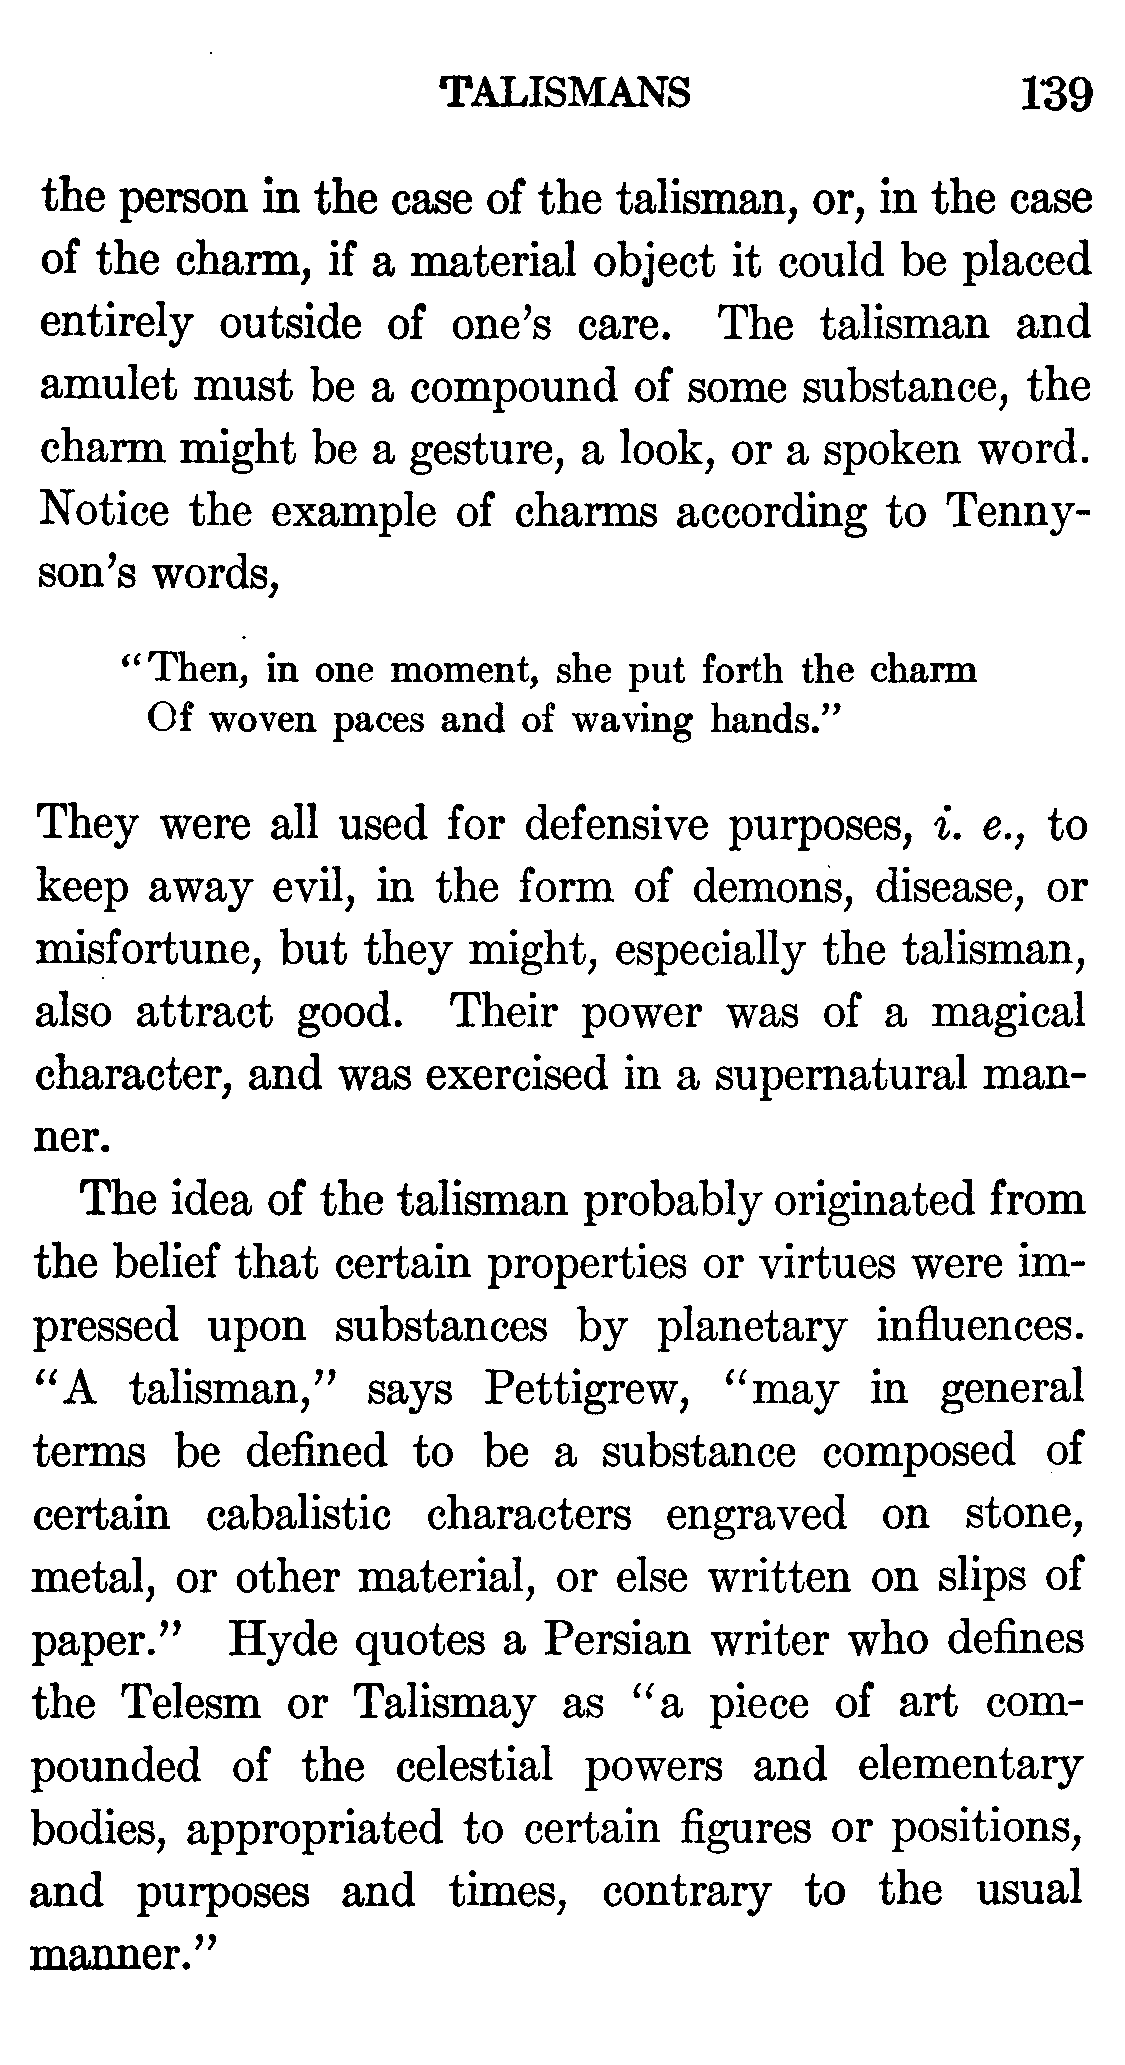 TALISMANS 139
the person in the case of the talisman, or, in the case
of the charm, if a material object it could be placed
entirely outside of one's care. The talisman and
amulet must be a compound of some substance, the
charm might be a gesture, a look, or a spoken word.
Notice the example of charms according to Tenny-
son's words,
"Then, in one moment, she put forth the charm
Of woven paces and of waving hands."
They were all used for defensive purposes, i. e., to
keep away evil, in the form of demons, disease, or
misfortune, but they might, especially the talisman,
also attract good. Their power was of a magical
character, and was exercised in a supernatural man-
ner.
The idea of the talisman probably originated from
the belief that certain properties or virtues were im-
pressed upon substances by planetary influences.
"A talisman," says Pettigrew, "may in general
terms be defined to be a substance composed of
certain cabalistic characters engraved on stone,
metal, or other material, or else written on slips of
paper." Hyde quotes a Persian writer who defines
the Telesm or Talismay as "a piece of art com-
pounded of the celestial powers and elementary
bodies, appropriated to certain figures or positions,
and purposes and times, contrary to the usual
manner."